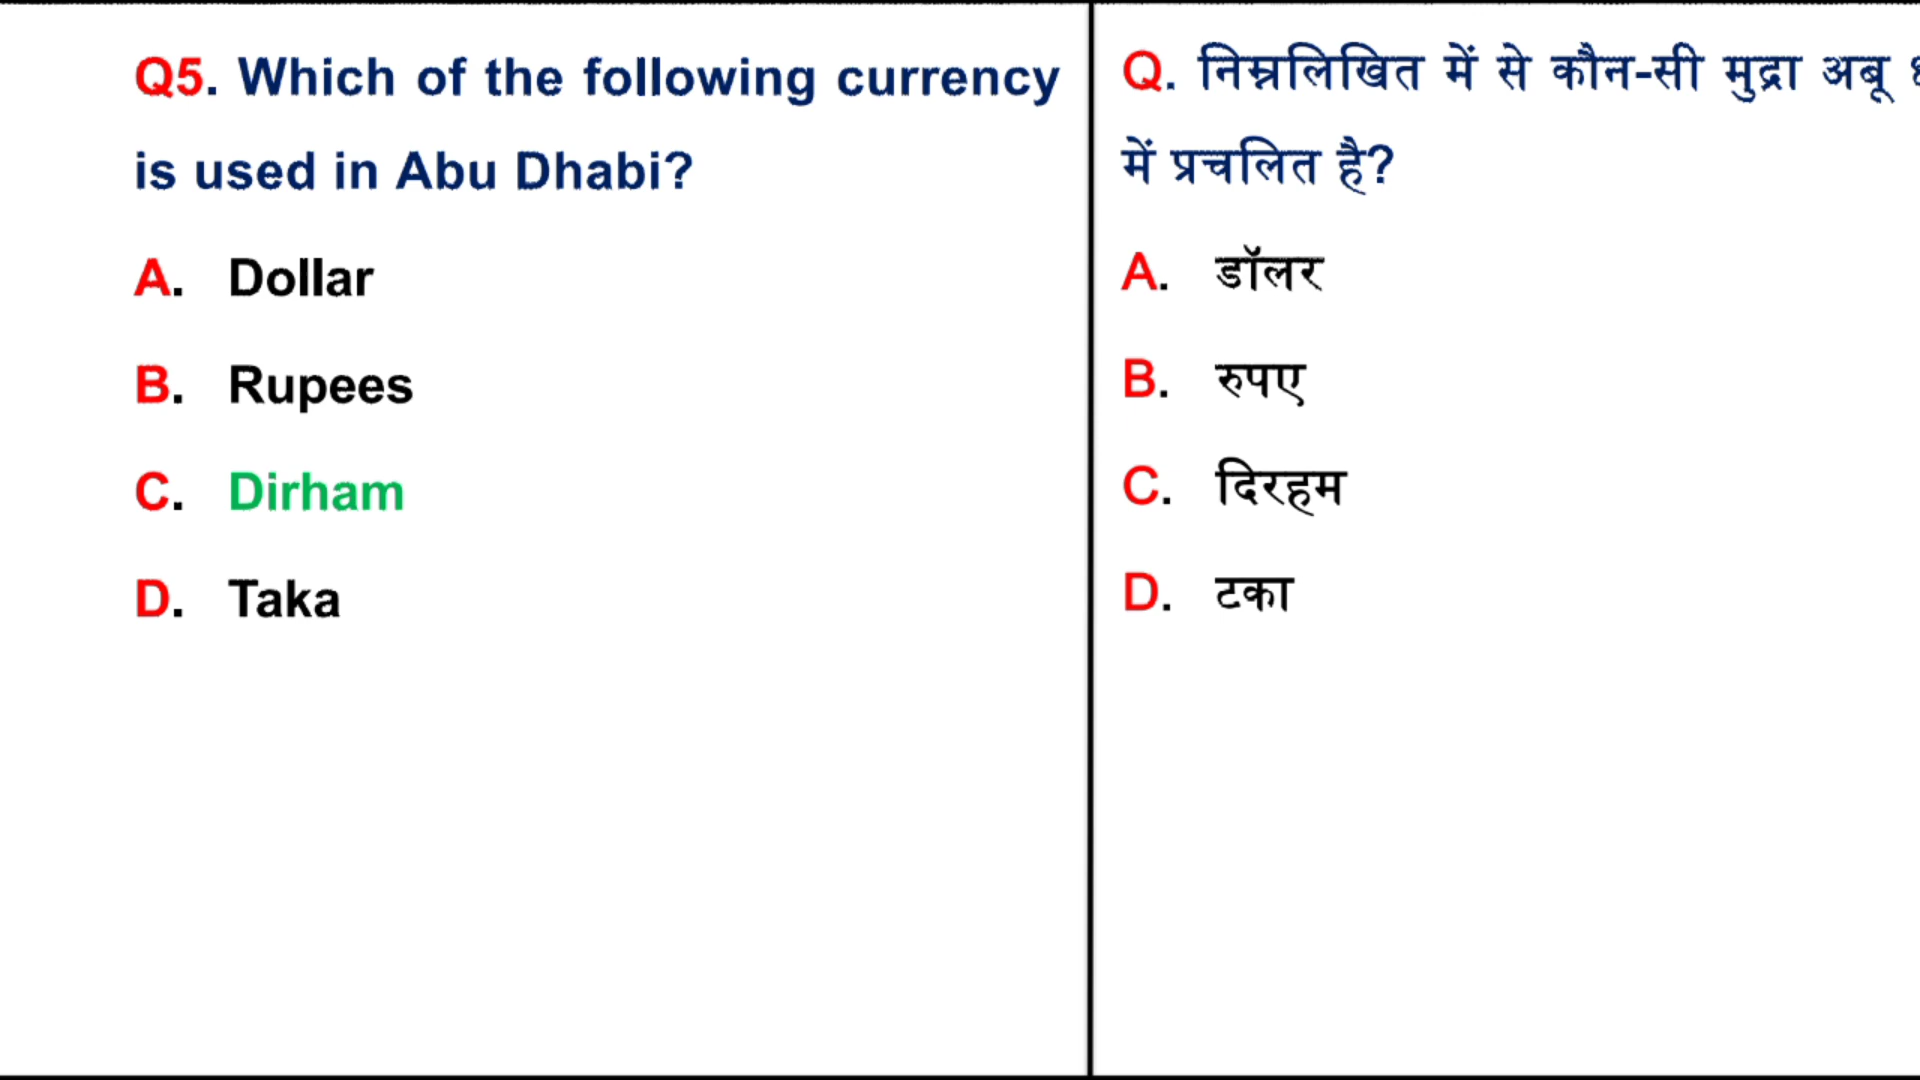 Q5. Which of the following currency
is used in Abu Dhabi?
A. Dollar
B. Rupees
C. Dirham
D. Taka
Q. निम्नलिखित में से कौन-सी मुद्रा अबू
में प्रचलित है?
A. डॉलर
B. रुपए
C. दिरहम
D. टका